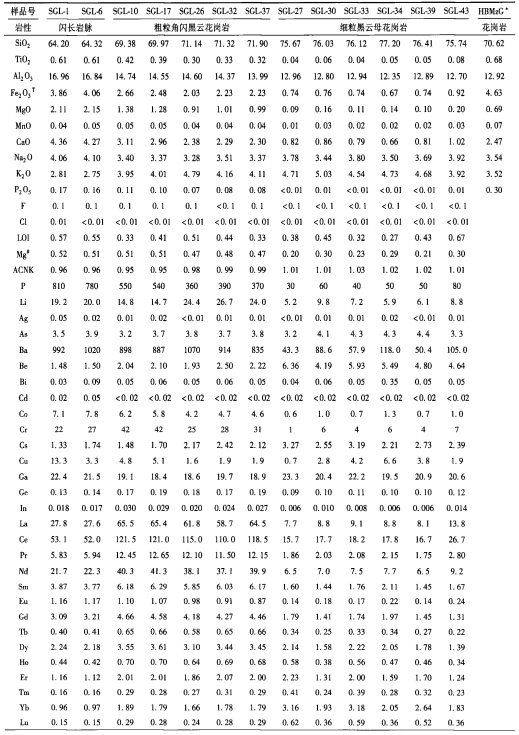 样品号 SGL-1 SGL-6 SGL-10 SGL-17 SGL-26 SGL-32 SGL-37 SGL-27 SGL-30 SGL-33 SGL-34 SGL-39 SGL-43 HBMzG*
岩性 闪长岩脉 粗粒角闪黑云花岗岩 细粒黑云母花岗岩 花岗岩
SiO2 64.20 64.32 69.38 69.97 71.14 71.32 71.90 75.67 76.03 76.12 77.20 76.41 75.74 70.62
TiO2 0.61 0.61 0.42 0.39 0.30 0.33 0.32 0.04 0.06 0.04 0.05 0.05 0.08 0.68
Al2O3 16.96 16.84 14.74 14.55 14.60 14.37 13.99 12.96 12.80 12.94 12.35 12.89 12.70 12.92
Fe2O3T 3.86 4.06 2.66 2.48 2.03 2.23 2.23 0.74 0.76 0.74 0.67 0.74 0.92 4.63
MgO 2.11 2.15 1.38 1.28 0.91 1.01 0.99 0.09 0.16 0.11 0.14 0.10 0.20 0.69
MnO 0.04 0.05 0.05 0.05 0.04 0.04 0.04 0.01 0.03 0.02 0.02 0.02 0.03 0.07
CaO 4.36 4.27 3.11 2.96 2.38 2.29 2.30 0.82 0.86 0.79 0.66 0.81 1.02 2.47
Na2O 4.06 4.10 3.40 3.37 3.28 3.51 3.37 3.78 3.44 3.80 3.50 3.69 3.92 3.54
K2O 2.81 2.75 3.95 4.01 4.79 4.16 4.11 4.71 5.03 4.54 4.73 4.68 3.92 3.52
P2O5 0.17 0.16 0.11 0.10 0.07 0.08 0.08 <0.01 <0.01 <0.01 <0.01 0.01 <0.01 0.30
F 0.1 0.1 0.1 0.1 0.1 <0.1 0.1 <0.1 <0.1 <0.1 <0.1 <0.1 <0.1
Cl 0.01 <0.01 <0.01 <0.01 <0.01 <0.01 <0.01 <0.01 <0.01 <0.01 <0.01 <0.01 <0.01
LOI 0.57 0.55 0.33 0.41 0.51 0.44 0.33 0.38 0.45 0.32 0.27 0.43 0.67
Mg# 0.52 0.51 0.51 0.51 0.47 0.48 0.47 0.20 0.30 0.23 0.29 0.21 0.30
ACNK 0.96 0.96 0.95 0.95 0.98 0.99 0.99 1.01 1.01 1.03 1.02 1.02 1.01
P 810 780 550 540 360 390 370 30 60 40 50 50 80
Li 19.2 20.0 14.8 14.7 24.4 26.7 24.0 5.2 9.8 7.2 5.9 6.1 8.8
Ag 0.05 0.02 0.01 0.02 <0.01 <0.01 <0.01 <0.01 0.01 0.01 0.02 <0.01 0.01
As 3.5 3.9 3.2 3.7 3.8 3.7 3.8 3.2 4.1 4.3 4.3 4.4 3.3
Ba 992 1020 898 887 1070 914 835 43.3 88.6 57.9 118.0 50.4 105.0
Be 1.48 1.50 2.04 2.10 1.93 2.50 2.22 6.36 4.19 5.93 5.49 4.80 4.64
Bi 0.03 0.09 0.05 0.06 0.05 0.06 0.05 0.04 0.06 0.05 0.35 0.05 0.05
Cd 0.02 0.05 <0.02 <0.02 <0.02 <0.02 <0.02 <0.02 <0.02 <0.02 <0.02 <0.02 <0.02
Co 7.1 7.8 6.2 5.8 4.2 4.7 4.6 0.6 1.0 0.7 1.3 0.7 1.0
Cr 22 27 42 42 25 28 31 1 6 4 6 4 7
Cs 1.33 1.74 1.48 1.70 2.17 2.42 2.12 3.27 2.55 3.19 2.21 2.73 2.39
Cu 13.3 3.3 4.8 5.1 1.6 1.9 1.9 0.7 2.8 4.2 6.6 3.8 1.9
Ga 22.4 21.5 19.1 18.4 18.6 19.7 18.9 23.3 20.4 22.2 19.5 20.9 20.6
Ge 0.13 0.14 0.17 0.19 0.18 0.17 0.19 0.09 0.10 0.11 0.10 0.10 0.12
In 0.018 0.017 0.030 0.029 0.020 0.024 0.027 0.006 0.010 0.008 0.006 0.006 0.014
La 27.8 27.6 65.5 65.4 61.8 58.7 64.5 7.7 8.8 9.1 8.8 8.1 13.8
Ce 53.1 52.0 121.5 121.0 115.0 110.0 118.5 15.7 17.7 18.2 17.8 16.7 26.7
Pr 5.83 5.94 12.45 12.65 12.10 11.50 12.15 1.86 2.03 2.08 2.15 1.75 2.80
Nd 21.7 22.3 40.3 41.3 38.1 37.1 39.9 6.5 7.0 7.5 7.7 6.5 9.2
Sm 3.87 3.77 6.18 6.29 5.85 6.03 6.17 1.60 1.44 1.76 2.11 1.45 1.67
Eu 1.16 1.17 1.10 1.07 0.98 0.91 0.87 0.14 0.18 0.17 0.22 0.14 0.24
Gd 3.09 3.21 4.66 4.58 4.18 4.27 4.46 1.79 1.41 1.74 1.97 1.45 1.31
Tb 0.40 0.41 0.65 0.66 0.58 0.65 0.66 0.34 0.25 0.33 0.34 0.27 0.22
Dy 2.24 2.18 3.55 3.61 3.10 3.44 3.45 2.14 1.58 2.22 2.05 1.78 1.39
Ho 0.44 0.42 0.70 0.70 0.64 0.69 0.68 0.58 0.38 0.56 0.47 0.46 0.34
Er 1.16 1.12 2.01 2.01 1.86 2.07 2.00 2.23 1.31 2.00 1.59 1.70 1.24
Tm 0.16 0.16 0.29 0.28 0.27 0.31 0.29 0.41 0.24 0.39 0.28 0.32 0.23
Yb 0.96 0.97 1.89 1.79 1.66 1.78 1.79 3.16 1.93 3.18 2.05 2.64 1.83
Lu 0.15 0.15 0.29 0.28 0.24 0.28 0.29 0.62 0.36 0.59 0.36 0.52 0.36